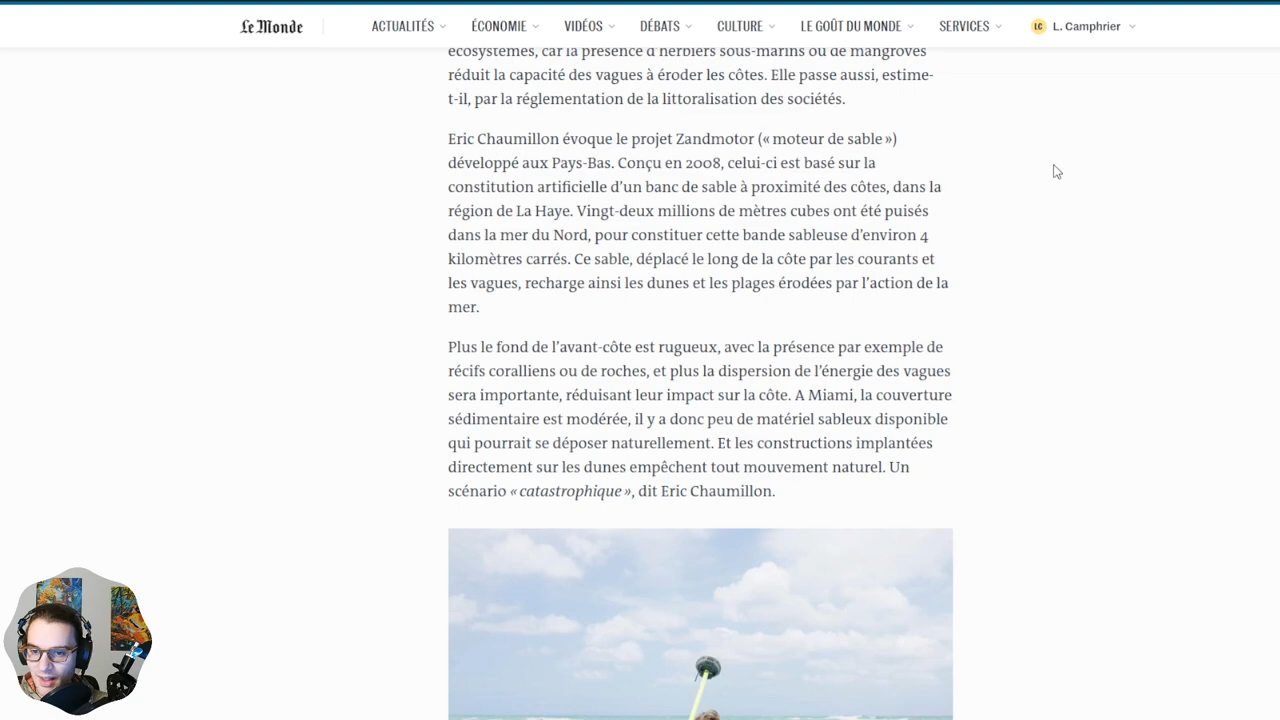 Le Monde
ACTUALITÉS
ÉCONOMIE
VIDÉOS
DÉBATS
CULTURE
LE GOÛT DU MONDE
SERVICES
LC
L. Camphrier
écosystèmes, car la présence d'herbiers sous-marins ou de mangroves
réduit la capacité des vagues à éroder les côtes. Elle passe aussi, estime-
t-il, par la réglementation de la littoralisation des sociétés.
Eric Chaumillon évoque le projet Zandmotor (« moteur de sable »)
développé aux Pays-Bas. Conçu en 2008, celui-ci est basé sur la
constitution artificielle d'un banc de sable à proximité des côtes, dans la
région de La Haye. Vingt-deux millions de mètres cubes ont été puisés
dans la mer du Nord, pour constituer cette bande sableuse d'environ 4
kilomètres carrés. Ce sable, déplacé le long de la côte par les courants et
les vagues, recharge ainsi les dunes et les plages érodées par l'action de la
mer.
Plus le fond de l'avant-côte est rugueux, avec la présence par exemple de
récifs coralliens ou de roches, et plus la dispersion de l'énergie des vagues
sera importante, réduisant leur impact sur la côte. A Miami, la couverture
sédimentaire est modérée, il y a donc peu de matériel sableux disponible
qui pourrait se déposer naturellement. Et les constructions implantées
directement sur les dunes empêchent tout mouvement naturel. Un
scénario « catastrophique », dit Eric Chaumillon.